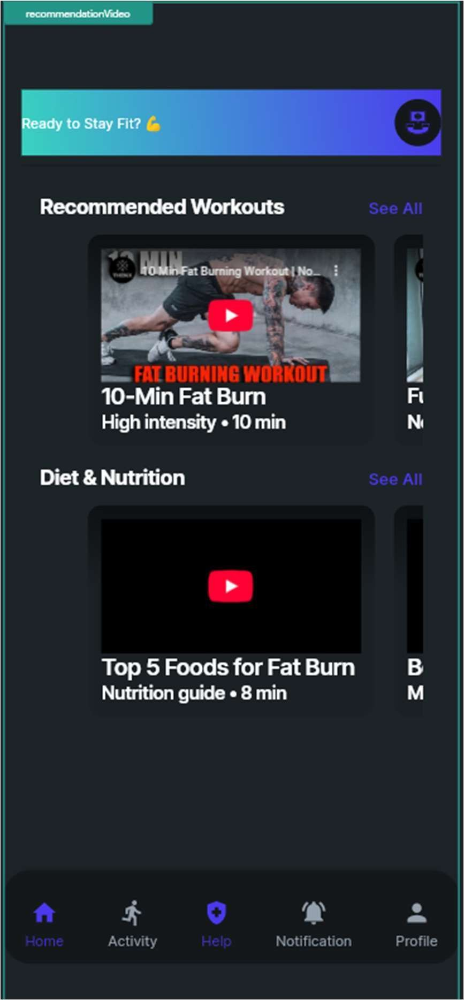 recommendationVideo
Ready to Stay Fit? 💪
Recommended Workouts
See All
MIN
10 Min Fat Burning Workout | No...
FAT BURNING WORKOUT
10-Min Fat Burn
High intensity • 10 min
Diet & Nutrition
See All
Top 5 Foods for Fat Burn
Nutrition guide • 8 min
Home
Activity
Help
Notification
Profile